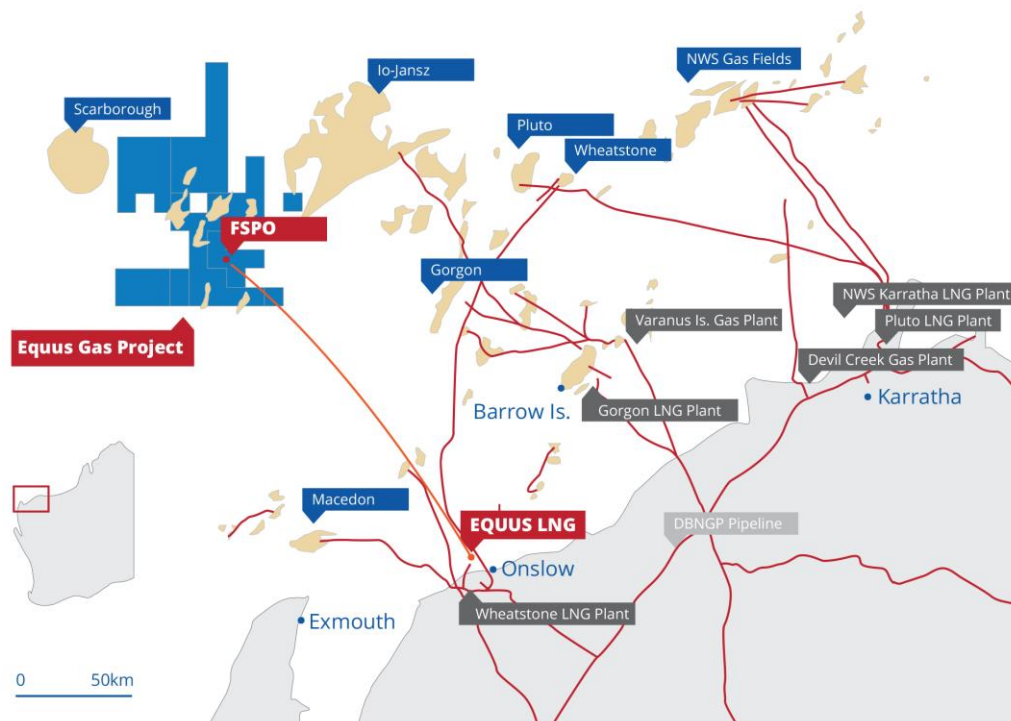 NWS Gas Fields
Io-Jansz
Scarborough
Pluto
Wheatstone
FSPO
Gorgon
NWS Karratha LNG Plant
Varanus Is. Gas Plant
Pluto LNG Plant
Equus Gas Project
Devil Creek Gas Plant
Karratha
Barrow Is.
Gorgon LNG Plant
Macedon
EQUUS LNG
DBNGP Pipeline
Onslow
Wheatstone LNG Plant
Exmouth
0 50km